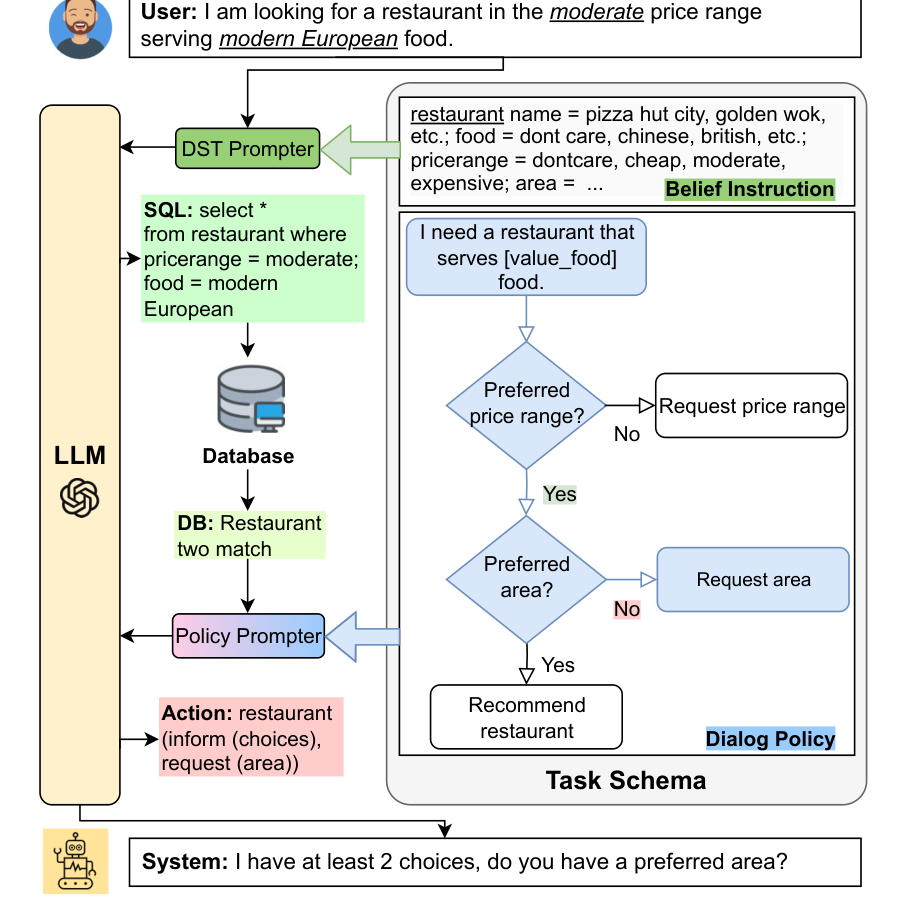 User: I am looking for a restaurant in the moderate price range
serving modern European food.
restaurant name = pizza hut city, golden wok,
etc.; food = dont care, chinese, british, etc.;
pricerange = dontcare, cheap, moderate,
expensive; area = ...
Belief Instruction
DST Prompter
SQL: select *
from restaurant where
pricerange = moderate;
food = modern
European
Database
DB: Restaurant
two match
Policy Prompter
Action: restaurant
(inform (choices),
request (area))
LLM
I need a restaurant that
serves [value_food]
food.
Preferred
price range?
No
Request price range
Yes
Preferred
area?
No
Request area
Yes
Recommend
restaurant
Dialog Policy
Task Schema
System: I have at least 2 choices, do you have a preferred area?